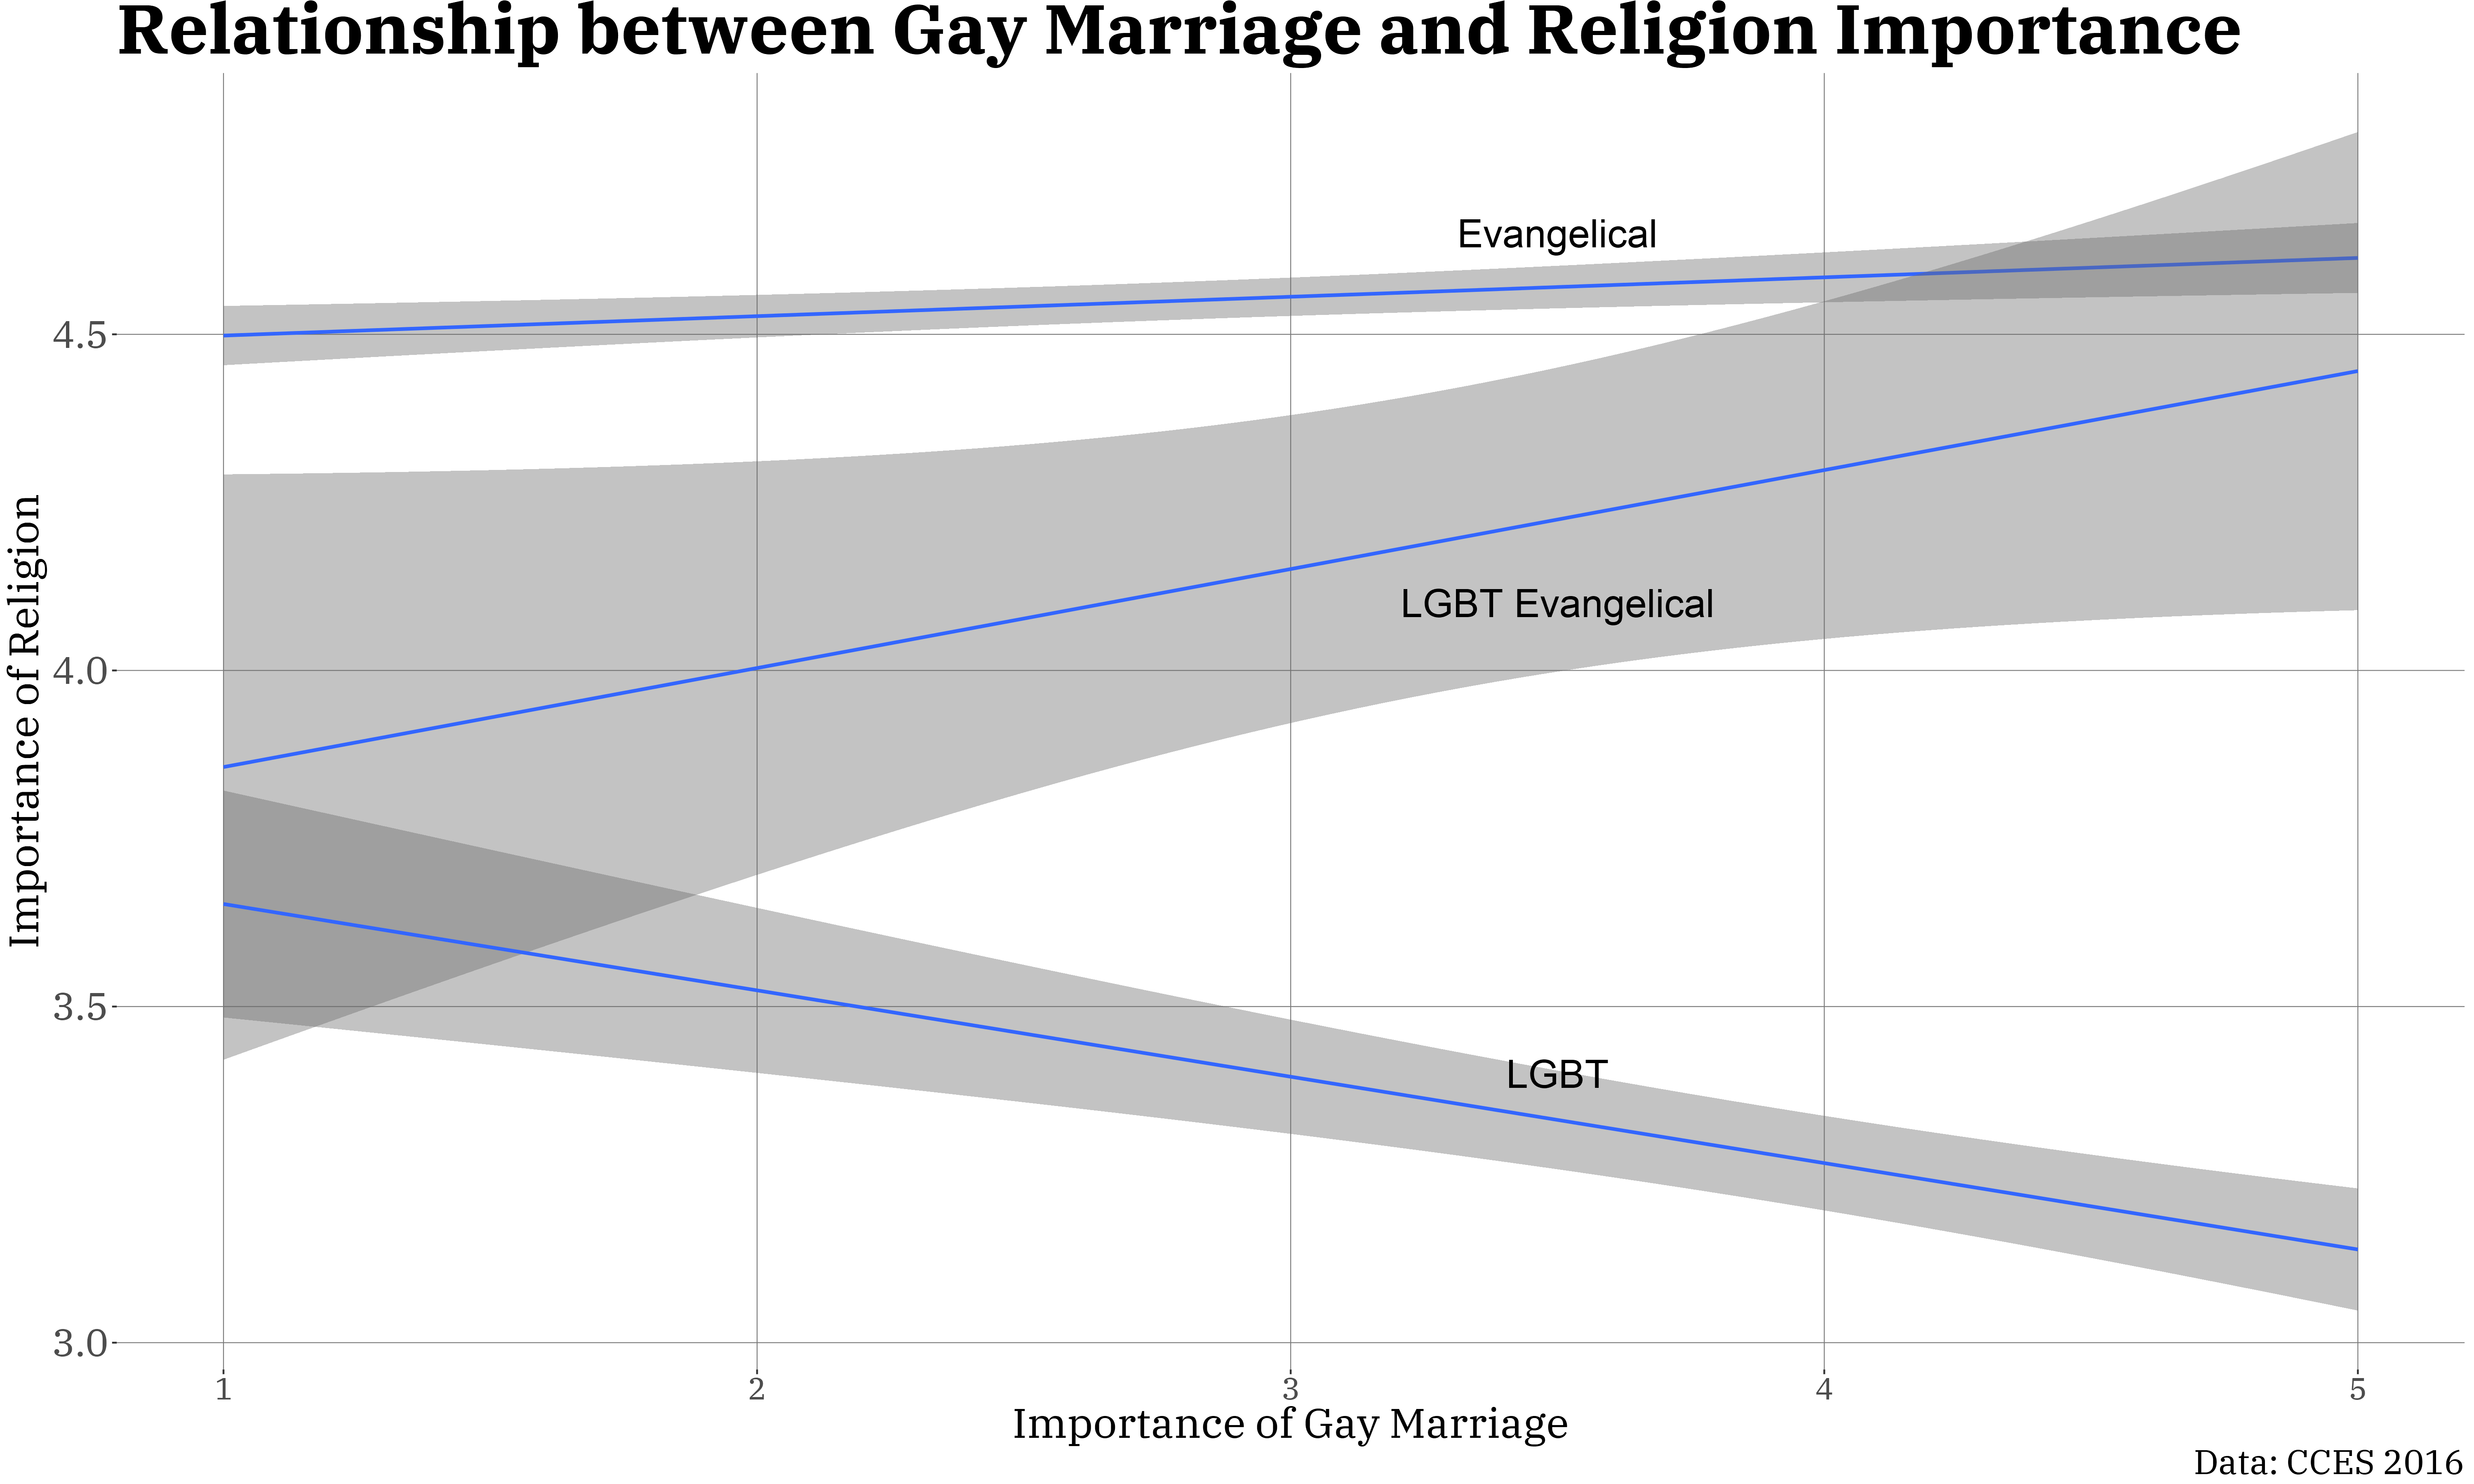 Relationship between Gay Marriage and Religion Importance
Evangelical
4.5
LGBT Evangelical
4.0
Importance of Religion
3.5
LGBT
3.0
1 2 3 4 5
Importance of Gay Marriage
Data: CCES 2016